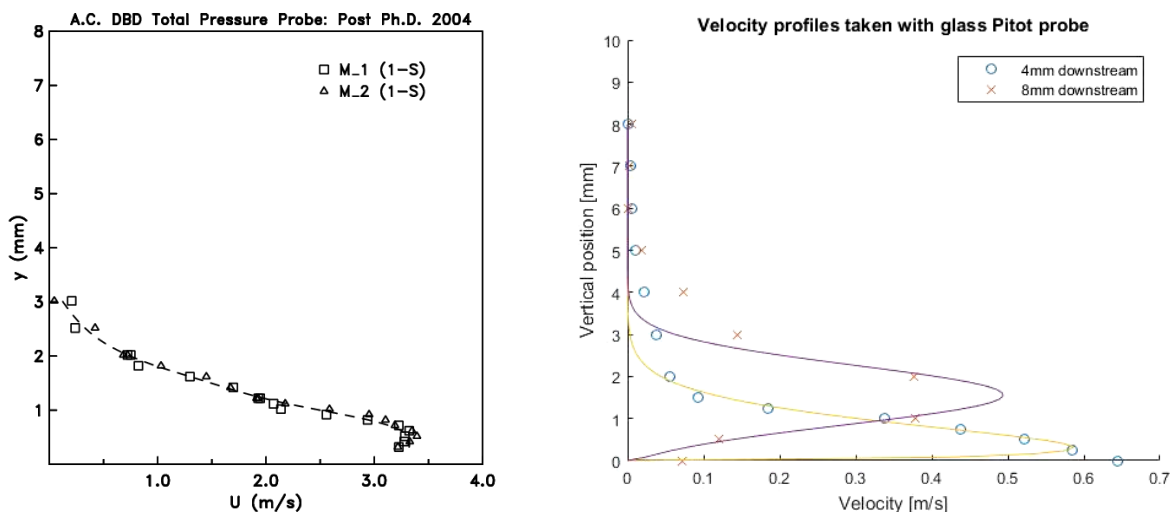 A.C. DBD Total Pressure Probe: Post Ph.D. 2004
8
7
6
5
4
3
2
1
y (mm)
M_1 (1-S)
M_2 (1-S)
1.0 2.0 3.0 4.0
U (m/s)
Velocity profiles taken with glass Pitot probe
10
9
8
7
6
5
4
3
2
1
0
Vertical position [mm]
4mm downstream
8mm downstream
0 0.1 0.2 0.3 0.4 0.5 0.6 0.7
Velocity [m/s]